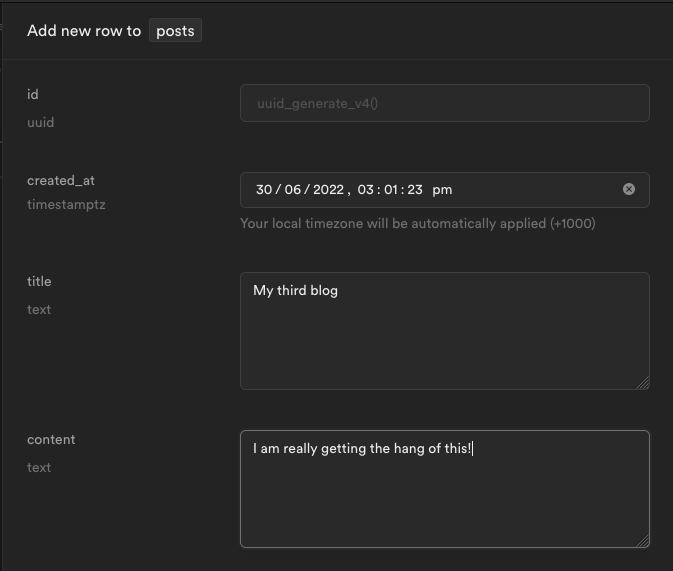 Add new row to posts
id
uuid
uuid_generate_v4()
created_at
timestamptz
30 / 06 / 2022 , 03 : 01 : 23 pm
Your local timezone will be automatically applied (+1000)
title
text
My third blog
content
text
I am really getting the hang of this!